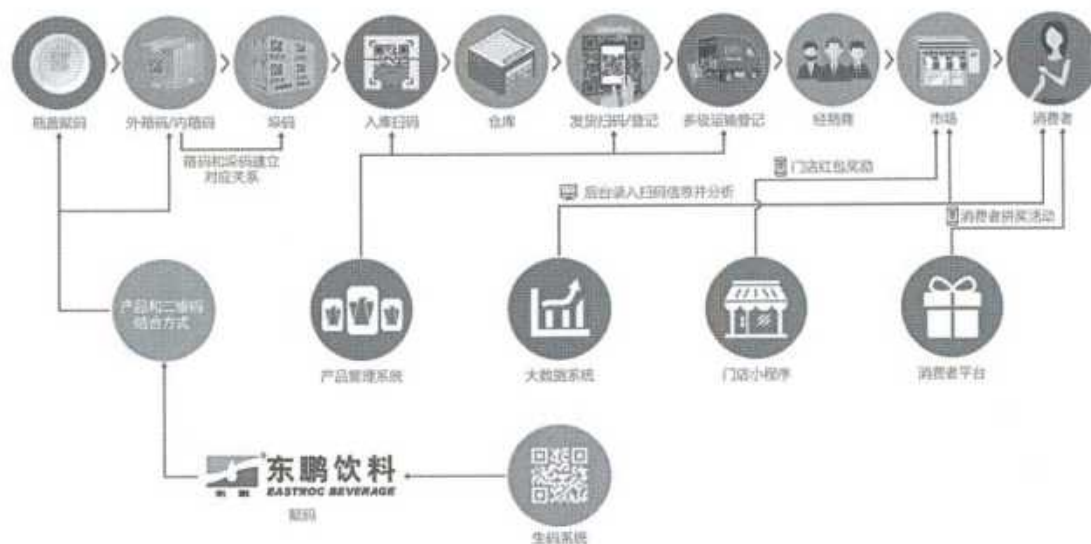 瓶盖赋码
外箱码/内箱码
垛码
入库扫码
仓库
发货扫码/登记
多级运输登记
经销商
市场
消费者
箱码和垛码建立
对应关系
门店红包奖励
后台录入扫码信息并分析
消费者拼奖活动
产品和二维码
结合方式
产品管理系统
大数据系统
门店小程序
消费者平台
东鹏饮料
EASTROC BEVERAGE
东鹏
赋码
生码系统